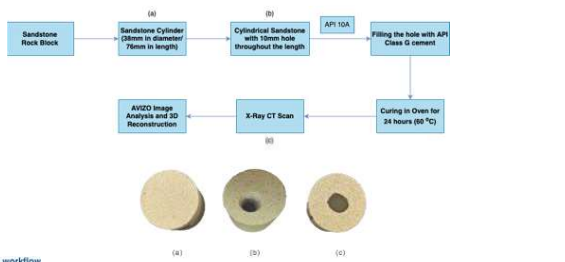 (a)
(b)
Sandstone
Rock Block
Sandstone Cylinder
(38mm in diameter/
76mm in length)
Cylindrical Sandstone
with 10mm hole
throughout the length
API 10A
Filling the hole with API
Class G cement
AVIZO Image
Analysis and 3D
Reconstruction
X-Ray CT Scan
Curing in Oven for
24 hours (60 °C)
(c)
(a)
(b)
(c)
workflow